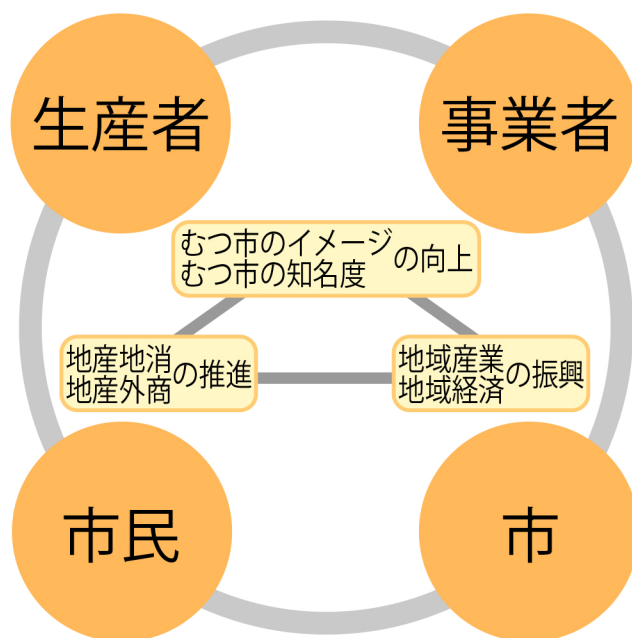 生産者
事業者
むつ市のイメージ
むつ市の知名度
の向上
地産地消
地産外商
の推進
地域産業
地域経済
の振興
市民
市